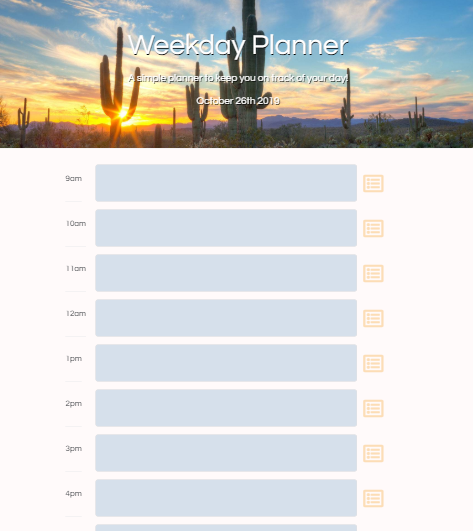 Weekday Planner
A simple planner to keep you on track of your day!
October 26th 2019
9am
10am
11am
12am
1pm
2pm
3pm
4pm